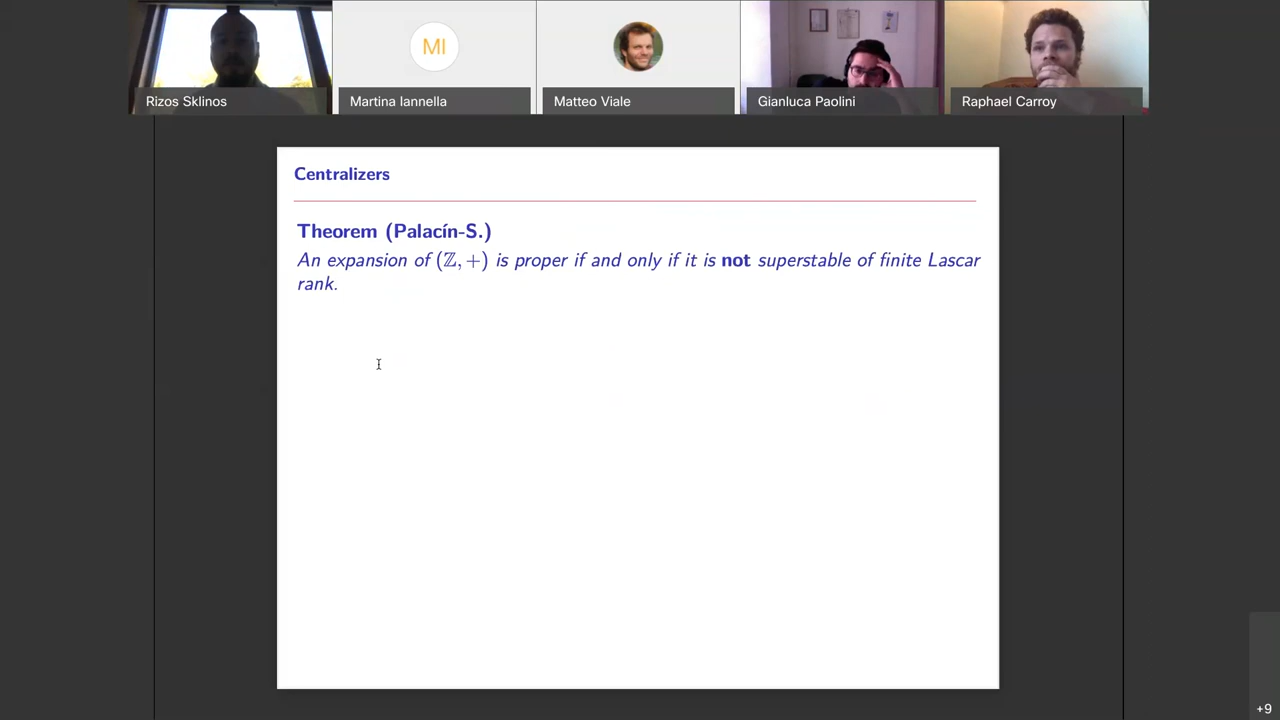 MI
Rizos Sklinos
Martina Iannella
Matteo Viale
Gianluca Paolini
Raphael Carroy
Centralizers
Theorem (Palacín-S.)
An expansion of (ℤ, +) is proper if and only if it is not superstable of finite Lascar
rank.
+9